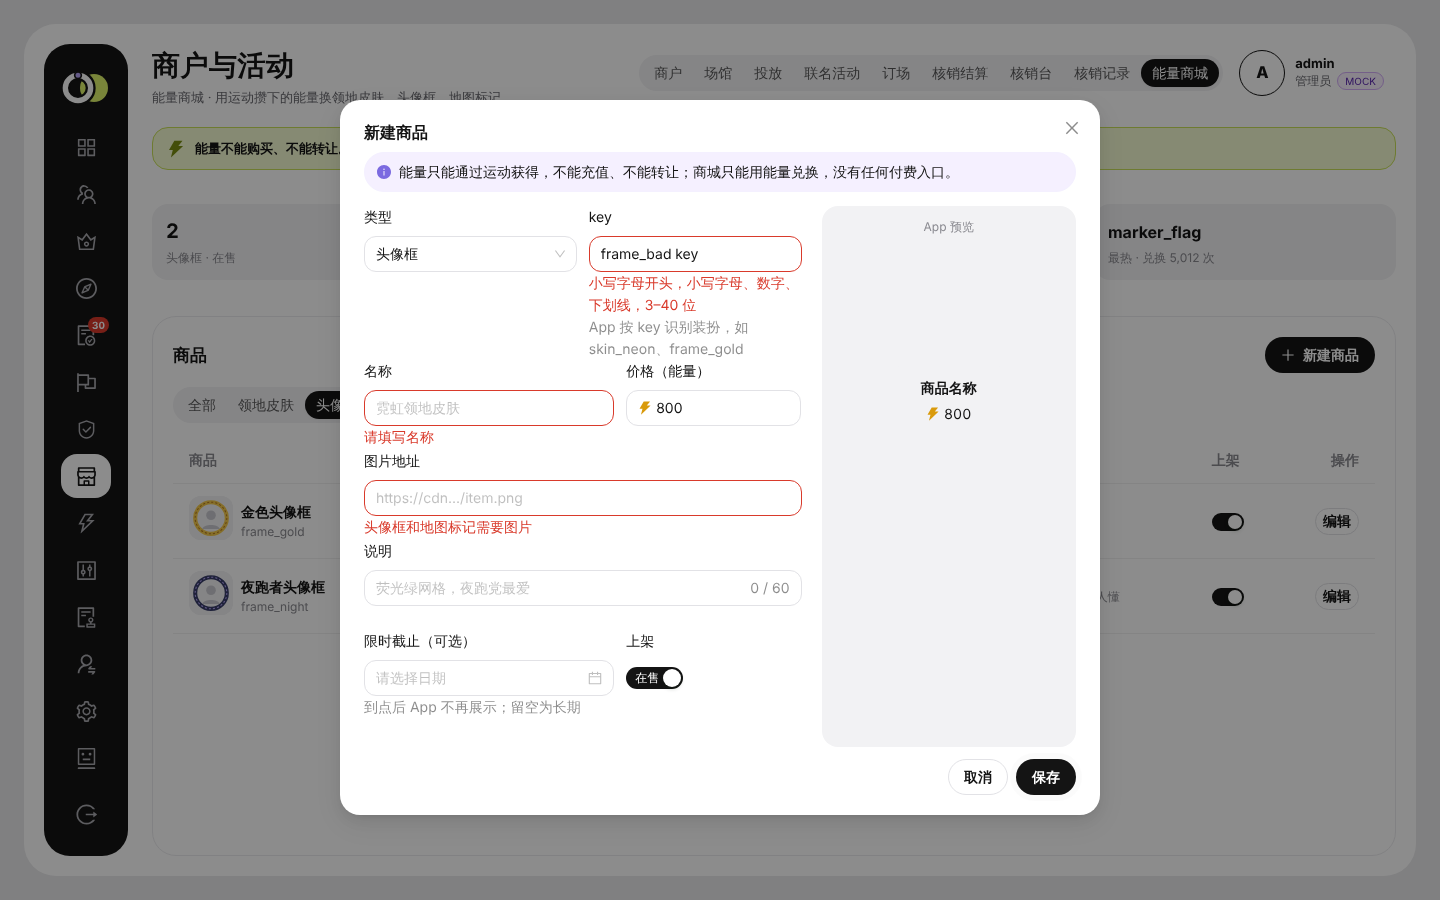 商户与活动
能量商城 · 用运动攒下的能量换领地皮肤、头像框、地图标记
商户
场馆
投放
联名活动
订场
核销结算
核销台
核销记录
能量商城
A
admin
管理员
MOCK
能量不能购买、不能转让
2
头像框 · 在售
marker_flag
最热 · 兑换 5,012 次
30
商品
新建商品
全部
领地皮肤
头像
商品
上架
操作
金色头像框
frame_gold
编辑
夜跑者头像框
frame_night
人懂
编辑
新建商品
能量只能通过运动获得，不能充值、不能转让；商城只能用能量兑换，没有任何付费入口。
类型
key
头像框
frame_bad key
小写字母开头，小写字母、数字、
下划线，3–40 位
App 按 key 识别装扮，如
skin_neon、frame_gold
名称
价格（能量）
霓虹领地皮肤
800
请填写名称
图片地址
https://cdn.../item.png
头像框和地图标记需要图片
说明
荧光绿网格，夜跑党最爱
0 / 60
限时截止（可选）
上架
请选择日期
在售
到点后 App 不再展示；留空为长期
App 预览
商品名称
800
取消
保存